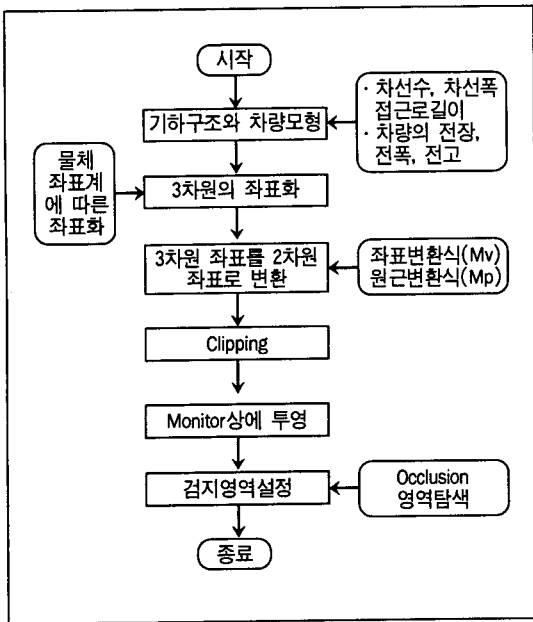 시작
기하구조와 차량모형
· 차선수, 차선폭
접근로길이
· 차량의 전장,
전폭, 전고
물체
좌표계
에 따른
좌표화
3차원의 좌표화
3차원 좌표를 2차원
좌표로 변환
좌표변환식(Mv)
원근변환식(Mp)
Clipping
Monitor상에 투영
검지영역설정
Occlusion
영역탐색
종료